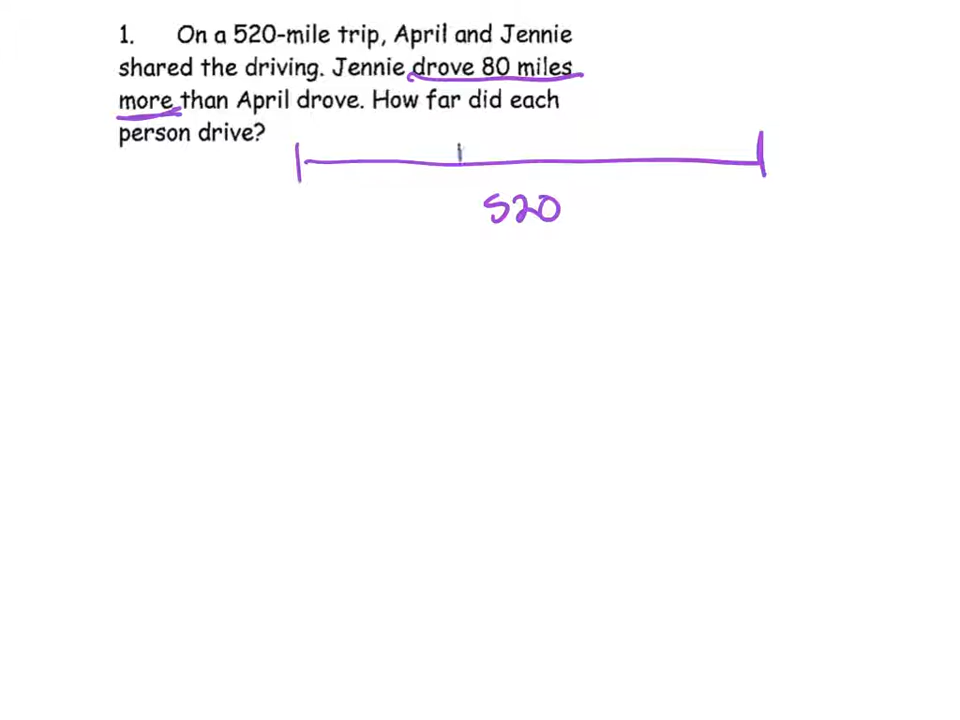 1. On a 520-mile trip, April and Jennie
shared the driving. Jennie drove 80 miles
more than April drove. How far did each
person drive?
520